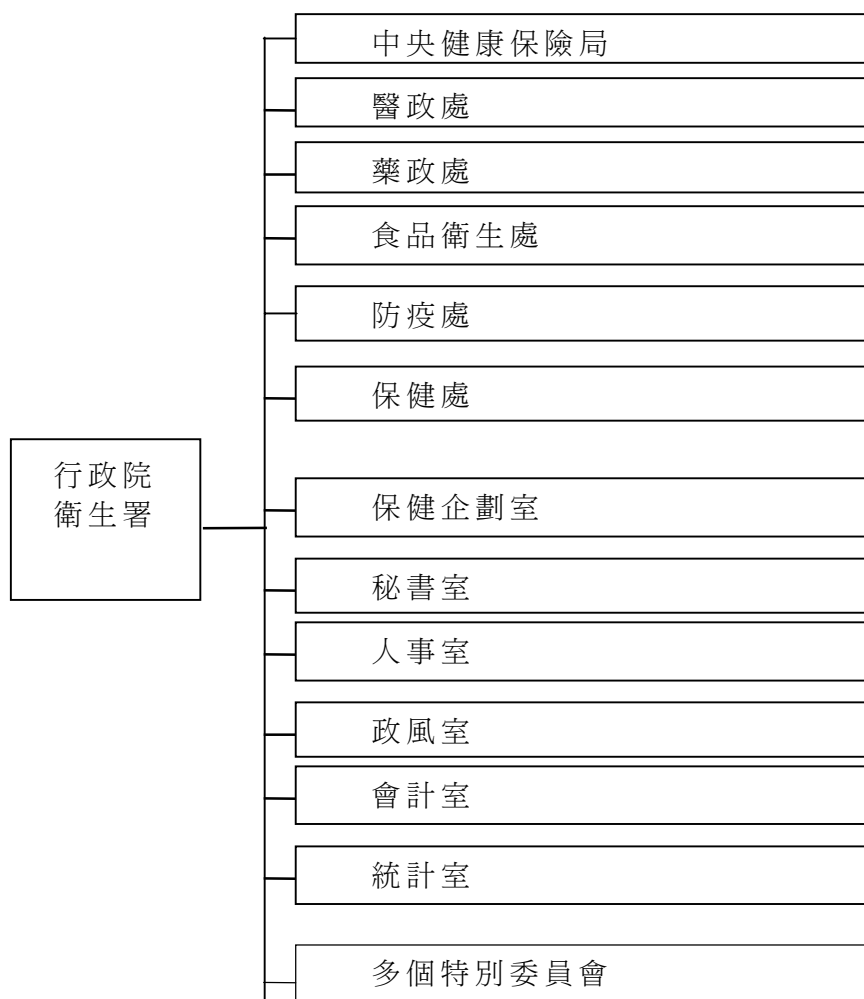 中央健康保險局
醫政處
藥政處
食品衛生處
防疫處
保健處
行政院
衛生署
保健企劃室
秘書室
人事室
政風室
會計室
統計室
多個特別委員會